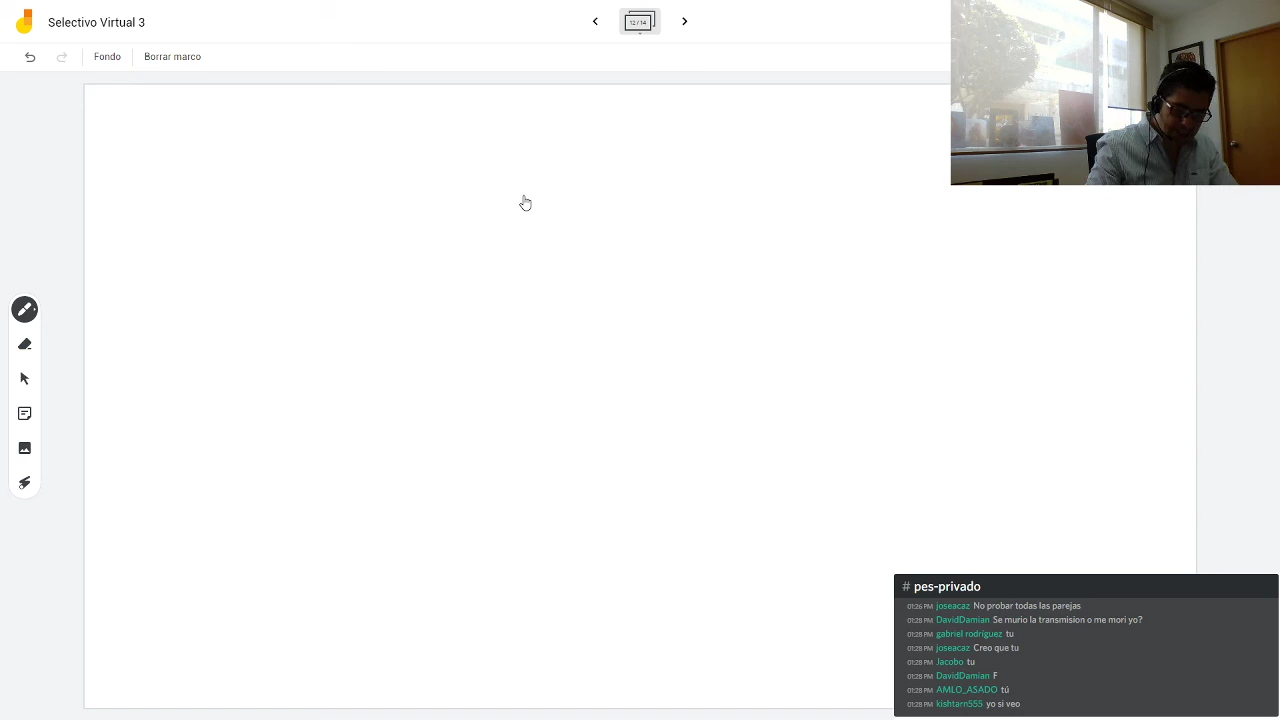 Selectivo Virtual 3
12 / 14
Fondo
Borrar marco
# pes-privado
01:26 PM joseacaz No probar todas las parejas
01:28 PM DavidDamian Se murio la transmision o me mori yo?
01:28 PM gabriel rodríguez tu
01:28 PM joseacaz Creo que tu
01:28 PM Jacobo tu
01:28 PM DavidDamian F
01:28 PM AMLO_ASADO tú
01:28 PM kishtarn555 yo si veo